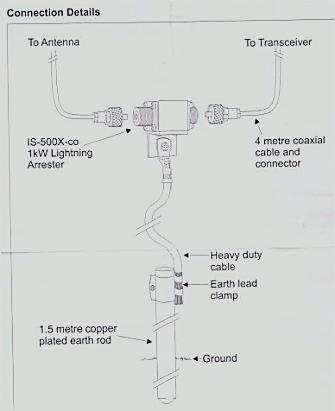 Connection Details
To Antenna
To Transceiver
IS-500X-co
1kW Lightning
Arrester
4 metre coaxial
cable and
connector
Heavy duty
cable
Earth lead
clamp
1.5 metre copper
plated earth rod
Ground